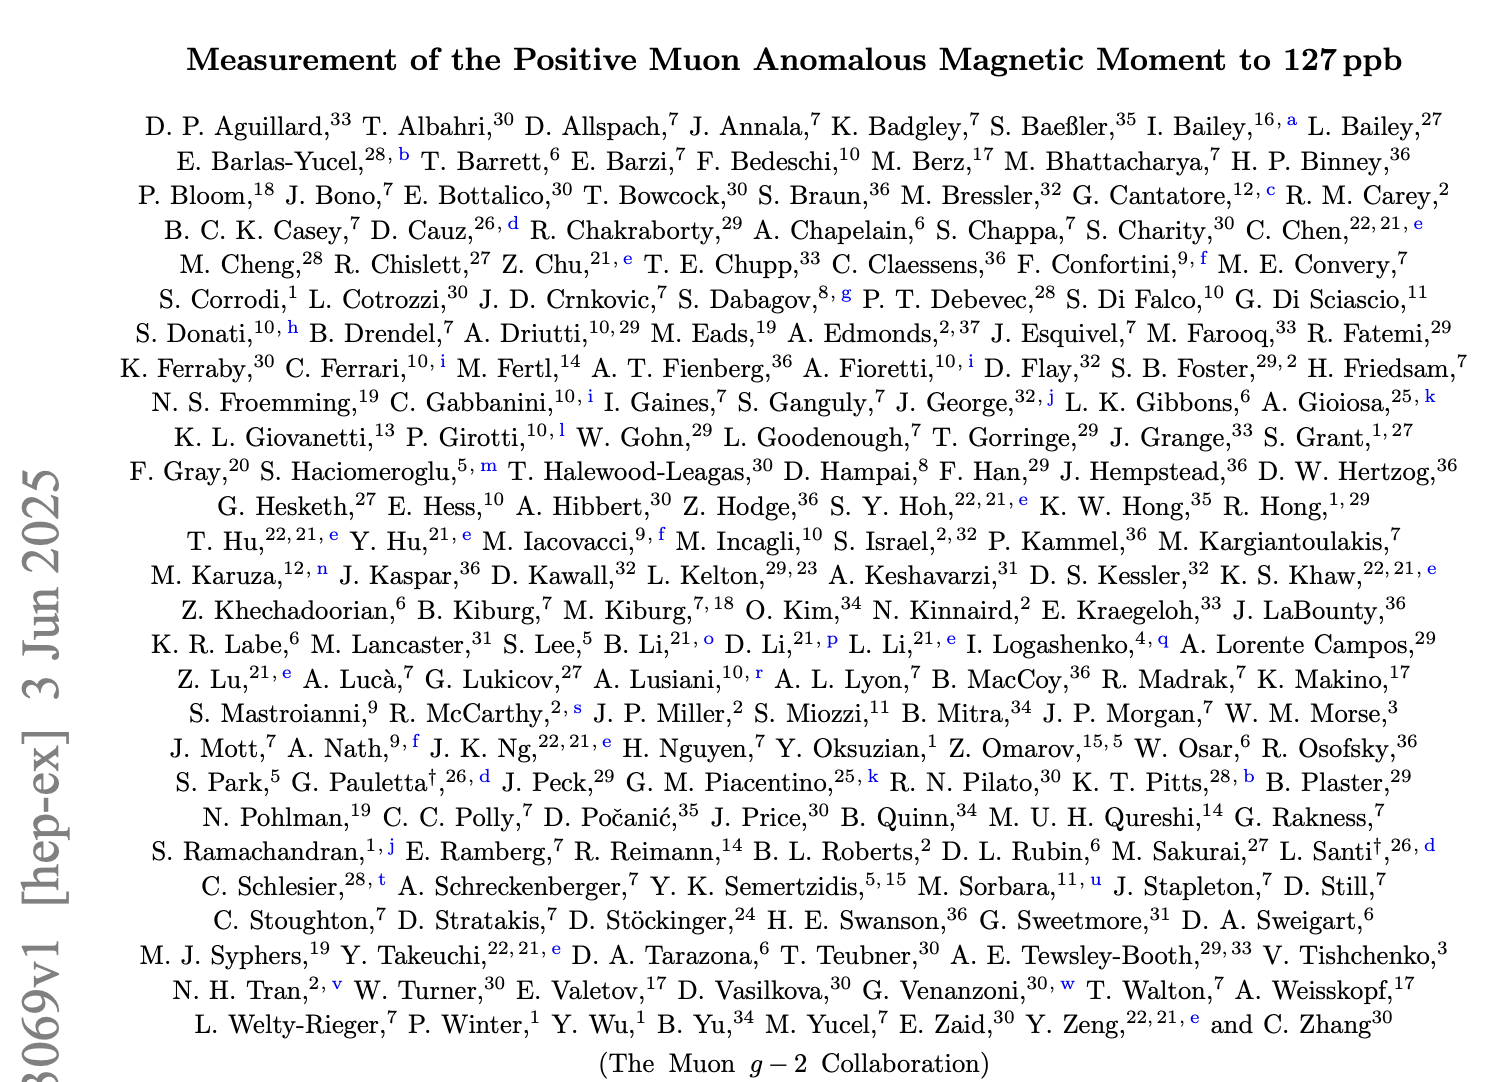 Measurement of the Positive Muon Anomalous Magnetic Moment to 127 ppb
D. P. Aguillard,33 T. Albahri,30 D. Allspach,7 J. Annala,7 K. Badgley,7 S. Baeßler,35 I. Bailey,16, a L. Bailey,27
E. Barlas-Yucel,28, b T. Barrett,6 E. Barzi,7 F. Bedeschi,10 M. Berz,17 M. Bhattacharya,7 H. P. Binney,36
P. Bloom,18 J. Bono,7 E. Bottalico,30 T. Bowcock,30 S. Braun,36 M. Bressler,32 G. Cantatore,12, c R. M. Carey,2
B. C. K. Casey,7 D. Cauz,26, d R. Chakraborty,29 A. Chapelain,6 S. Chappa,7 S. Charity,30 C. Chen,22, 21, e
M. Cheng,28 R. Chislett,27 Z. Chu,21, e T. E. Chupp,33 C. Claessens,36 F. Confortini,9, f M. E. Convery,7
S. Corrodi,1 L. Cotrozzi,30 J. D. Crnkovic,7 S. Dabagov,8, g P. T. Debevec,28 S. Di Falco,10 G. Di Sciascio,11
S. Donati,10, h B. Drendel,7 A. Driutti,10, 29 M. Eads,19 A. Edmonds,2, 37 J. Esquivel,7 M. Farooq,33 R. Fatemi,29
K. Ferraby,30 C. Ferrari,10, i M. Fertl,14 A. T. Fienberg,36 A. Fioretti,10, i D. Flay,32 S. B. Foster,29, 2 H. Friedsam,7
N. S. Froemming,19 C. Gabbanini,10, i I. Gaines,7 S. Ganguly,7 J. George,32, j L. K. Gibbons,6 A. Gioiosa,25, k
K. L. Giovanetti,13 P. Girotti,10, l W. Gohn,29 L. Goodenough,7 T. Gorringe,29 J. Grange,33 S. Grant,1, 27
F. Gray,20 S. Haciomeroglu,5, m T. Halewood-Leagas,30 D. Hampai,8 F. Han,29 J. Hempstead,36 D. W. Hertzog,36
G. Hesketh,27 E. Hess,10 A. Hibbert,30 Z. Hodge,36 S. Y. Hoh,22, 21, e K. W. Hong,35 R. Hong,1, 29
T. Hu,22, 21, e Y. Hu,21, e M. Iacovacci,9, f M. Incagli,10 S. Israel,2, 32 P. Kammel,36 M. Kargiantoulakis,7
M. Karuza,12, n J. Kaspar,36 D. Kawall,32 L. Kelton,29, 23 A. Keshavarzi,31 D. S. Kessler,32 K. S. Khaw,22, 21, e
Z. Khechadoorian,6 B. Kiburg,7 M. Kiburg,7, 18 O. Kim,34 N. Kinnaird,2 E. Kraegeloh,33 J. LaBounty,36
K. R. Labe,6 M. Lancaster,31 S. Lee,5 B. Li,21, o D. Li,21, p L. Li,21, e I. Logashenko,4, q A. Lorente Campos,29
Z. Lu,21, e A. Lucà,7 G. Lukicov,27 A. Lusiani,10, r A. L. Lyon,7 B. MacCoy,36 R. Madrak,7 K. Makino,17
S. Mastroianni,9 R. McCarthy,2, s J. P. Miller,2 S. Miozzi,11 B. Mitra,34 J. P. Morgan,7 W. M. Morse,3
J. Mott,7 A. Nath,9, f J. K. Ng,22, 21, e H. Nguyen,7 Y. Oksuzian,1 Z. Omarov,15, 5 W. Osar,6 R. Osofsky,36
S. Park,5 G. Pauletta†,26, d J. Peck,29 G. M. Piacentino,25, k R. N. Pilato,30 K. T. Pitts,28, b B. Plaster,29
N. Pohlman,19 C. C. Polly,7 D. Počanić,35 J. Price,30 B. Quinn,34 M. U. H. Qureshi,14 G. Rakness,7
S. Ramachandran,1, j E. Ramberg,7 R. Reimann,14 B. L. Roberts,2 D. L. Rubin,6 M. Sakurai,27 L. Santi†,26, d
C. Schlesier,28, t A. Schreckenberger,7 Y. K. Semertzidis,5, 15 M. Sorbara,11, u J. Stapleton,7 D. Still,7
C. Stoughton,7 D. Stratakis,7 D. Stöckinger,24 H. E. Swanson,36 G. Sweetmore,31 D. A. Sweigart,6
M. J. Syphers,19 Y. Takeuchi,22, 21, e D. A. Tarazona,6 T. Teubner,30 A. E. Tewsley-Booth,29, 33 V. Tishchenko,3
N. H. Tran,2, v W. Turner,30 E. Valetov,17 D. Vasilkova,30 G. Venanzoni,30, w T. Walton,7 A. Weisskopf,17
L. Welty-Rieger,7 P. Winter,1 Y. Wu,1 B. Yu,34 M. Yucel,7 E. Zaid,30 Y. Zeng,22, 21, e and C. Zhang30
(The Muon g − 2 Collaboration)
069v1 [hep-ex] 3 Jun 2025